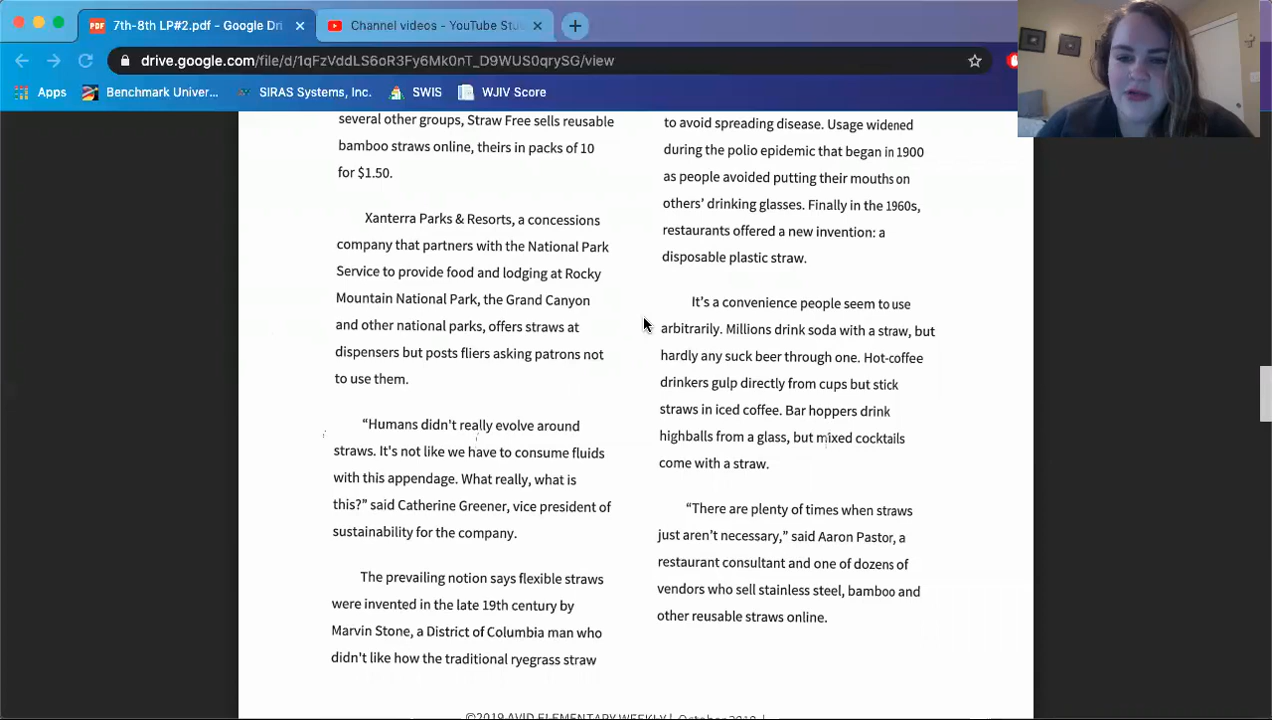 7th-8th LP#2.pdf - Google Dri
Channel videos - YouTube Stu
drive.google.com/file/d/1qFzVddLS6oR3Fy6Mk0nT_D9WUS0qrySG/view
Apps
Benchmark Univer...
SIRAS Systems, Inc.
SWIS
WJIV Score
several other groups, Straw Free sells reusable
bamboo straws online, theirs in packs of 10
for $1.50.
Xanterra Parks & Resorts, a concessions
company that partners with the National Park
Service to provide food and lodging at Rocky
Mountain National Park, the Grand Canyon
and other national parks, offers straws at
dispensers but posts fliers asking patrons not
to use them.
“Humans didn't really evolve around
straws. It's not like we have to consume fluids
with this appendage. What really, what is
this?” said Catherine Greener, vice president of
sustainability for the company.
The prevailing notion says flexible straws
were invented in the late 19th century by
Marvin Stone, a District of Columbia man who
didn't like how the traditional ryegrass straw
to avoid spreading disease. Usage widened
during the polio epidemic that began in 1900
as people avoided putting their mouths on
others’ drinking glasses. Finally in the 1960s,
restaurants offered a new invention: a
disposable plastic straw.
It's a convenience people seem to use
arbitrarily. Millions drink soda with a straw, but
hardly any suck beer through one. Hot-coffee
drinkers gulp directly from cups but stick
straws in iced coffee. Bar hoppers drink
highballs from a glass, but mixed cocktails
come with a straw.
“There are plenty of times when straws
just aren’t necessary,” said Aaron Pastor, a
restaurant consultant and one of dozens of
vendors who sell stainless steel, bamboo and
other reusable straws online.
©2019 AVID ELEMENTARY WEEKLY | October 2019 |